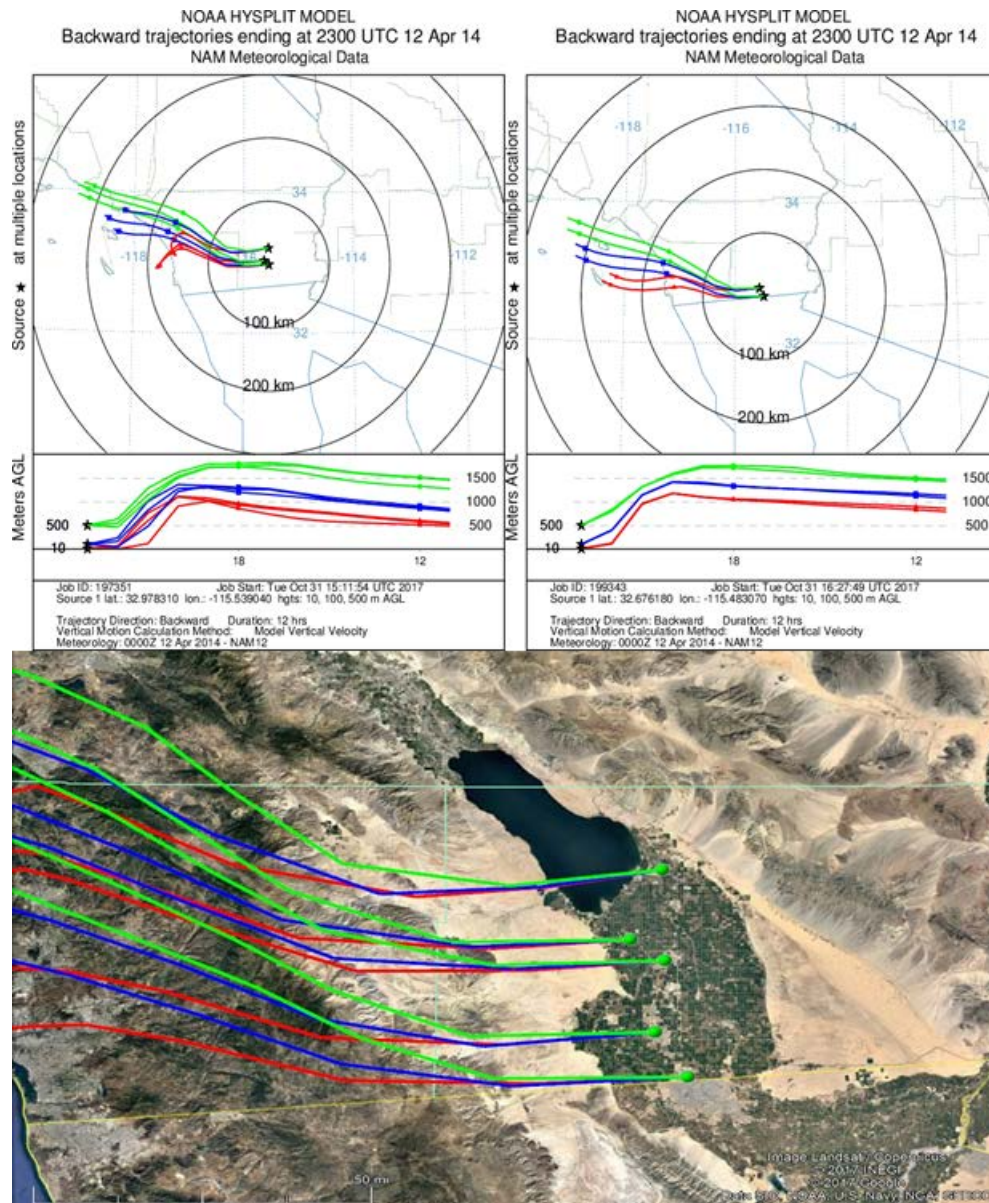 NOAA HYSPLIT MODEL
Backward trajectories ending at 2300 UTC 12 Apr 14
NAM Meteorological Data
Source ★ at multiple locations
-118
-114
-112
34
32
100 km
200 km
Meters AGL
1500
1000
500
500
10
18
12
Job ID: 197351 Job Start: Tue Oct 31 15:11:54 UTC 2017
Source 1 lat.: 32.978310 lon.: -115.539040 hgts: 10, 100, 500 m AGL
Trajectory Direction: Backward Duration: 12 hrs
Vertical Motion Calculation Method: Model Vertical Velocity
Meteorology: 0000Z 12 Apr 2014 - NAM12
NOAA HYSPLIT MODEL
Backward trajectories ending at 2300 UTC 12 Apr 14
NAM Meteorological Data
Source ★ at multiple locations
-118
-116
-114
-112
34
32
100 km
200 km
Meters AGL
1500
1000
500
500
10
18
12
Job ID: 199343 Job Start: Tue Oct 31 16:27:49 UTC 2017
Source 1 lat.: 32.676180 lon.: -115.483070 hgts: 10, 100, 500 m AGL
Trajectory Direction: Backward Duration: 12 hrs
Vertical Motion Calculation Method: Model Vertical Velocity
Meteorology: 0000Z 12 Apr 2014 - NAM12
50 mi
Image Landsat / Copernicus
© 2017 INEGI
© 2017 Google
Data SIO, NOAA, U.S. Navy, NGA, GEBCO